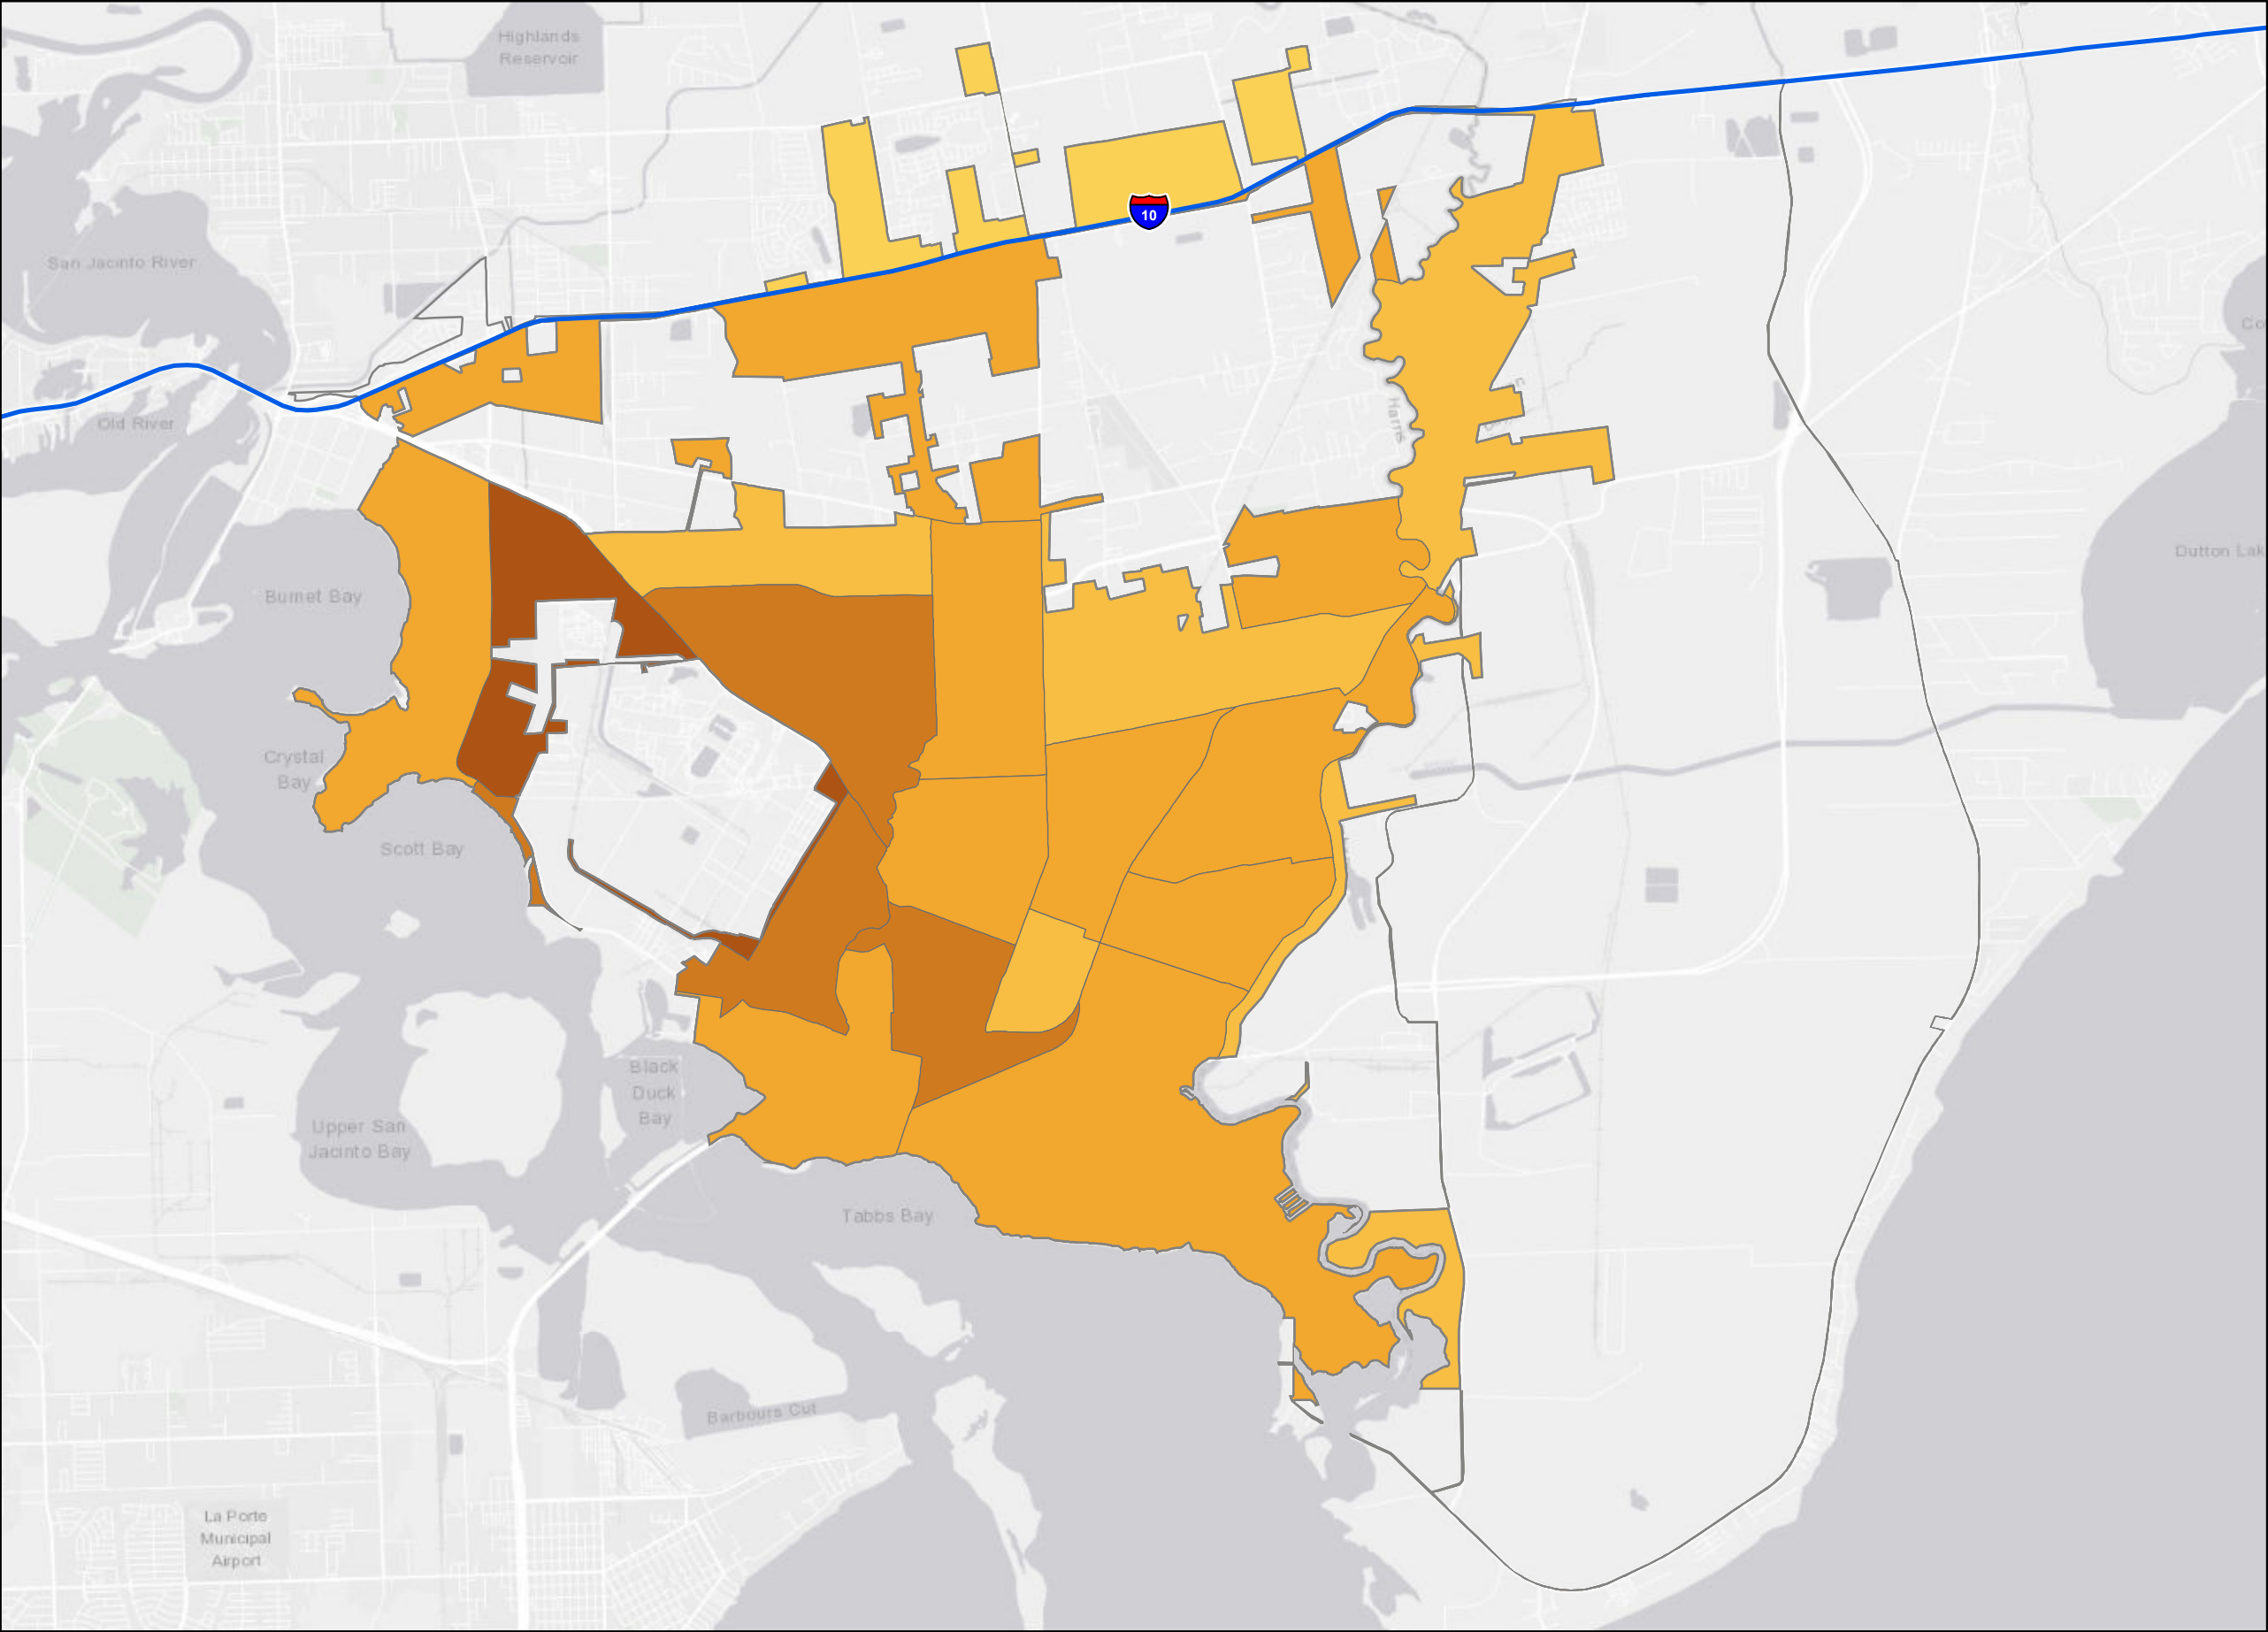 Highlands
Reservoir
10
San Jacinto River
Old River
Harris
Dutton Lak
Burnet Bay
Crystal
Bay
Scott Bay
Black
Duck
Bay
Upper San
Jacinto Bay
Tabbs Bay
Barbours Cut
La Porte
Municipal
Airport